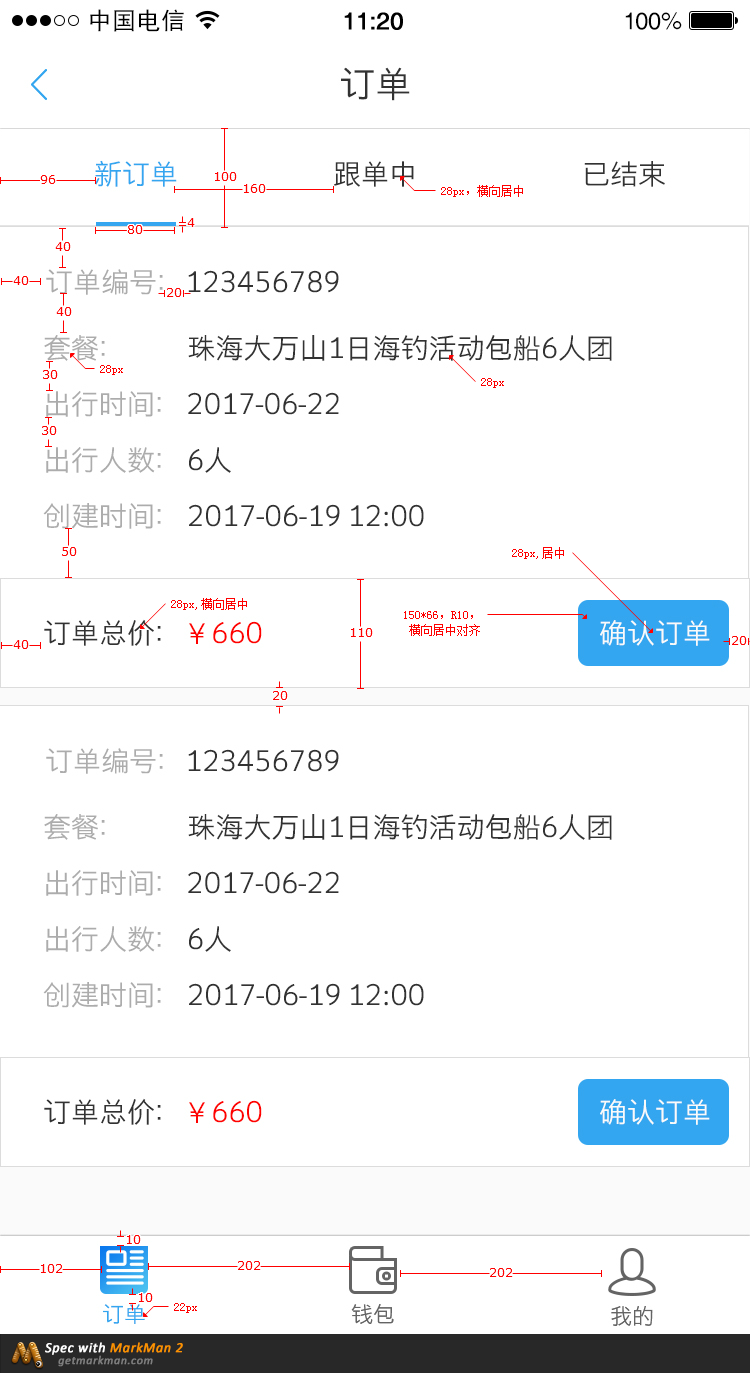 中国电信 11:20 100%
订单
新订单 跟单中 已结束
96
100
160
28px，横向居中
4
80
40
40
订单编号: 123456789
20
40
套餐: 珠海大万山1日海钓活动包船6人团
28px
28px
30
出行时间: 2017-06-22
30
出行人数: 6人
创建时间: 2017-06-19 12:00
50
28px,居中
28px,横向居中
150*66，R10，
横向居中对齐
110
40
订单总价: ￥660 确认订单
20
20
订单编号: 123456789
套餐: 珠海大万山1日海钓活动包船6人团
出行时间: 2017-06-22
出行人数: 6人
创建时间: 2017-06-19 12:00
订单总价: ￥660 确认订单
10
102
202
202
10
22px
订单 钱包 我的
Spec with MarkMan 2
getmarkman.com